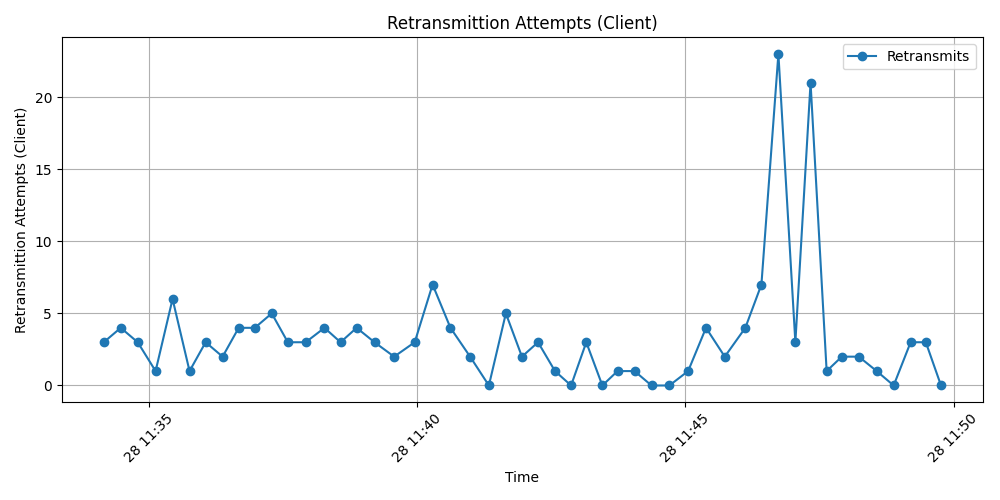 Retransmittion Attempts (Client)
Retransmits
Retransmittion Attempts (Client)
20
15
10
5
0
28 11:35
28 11:40
28 11:45
28 11:50
Time